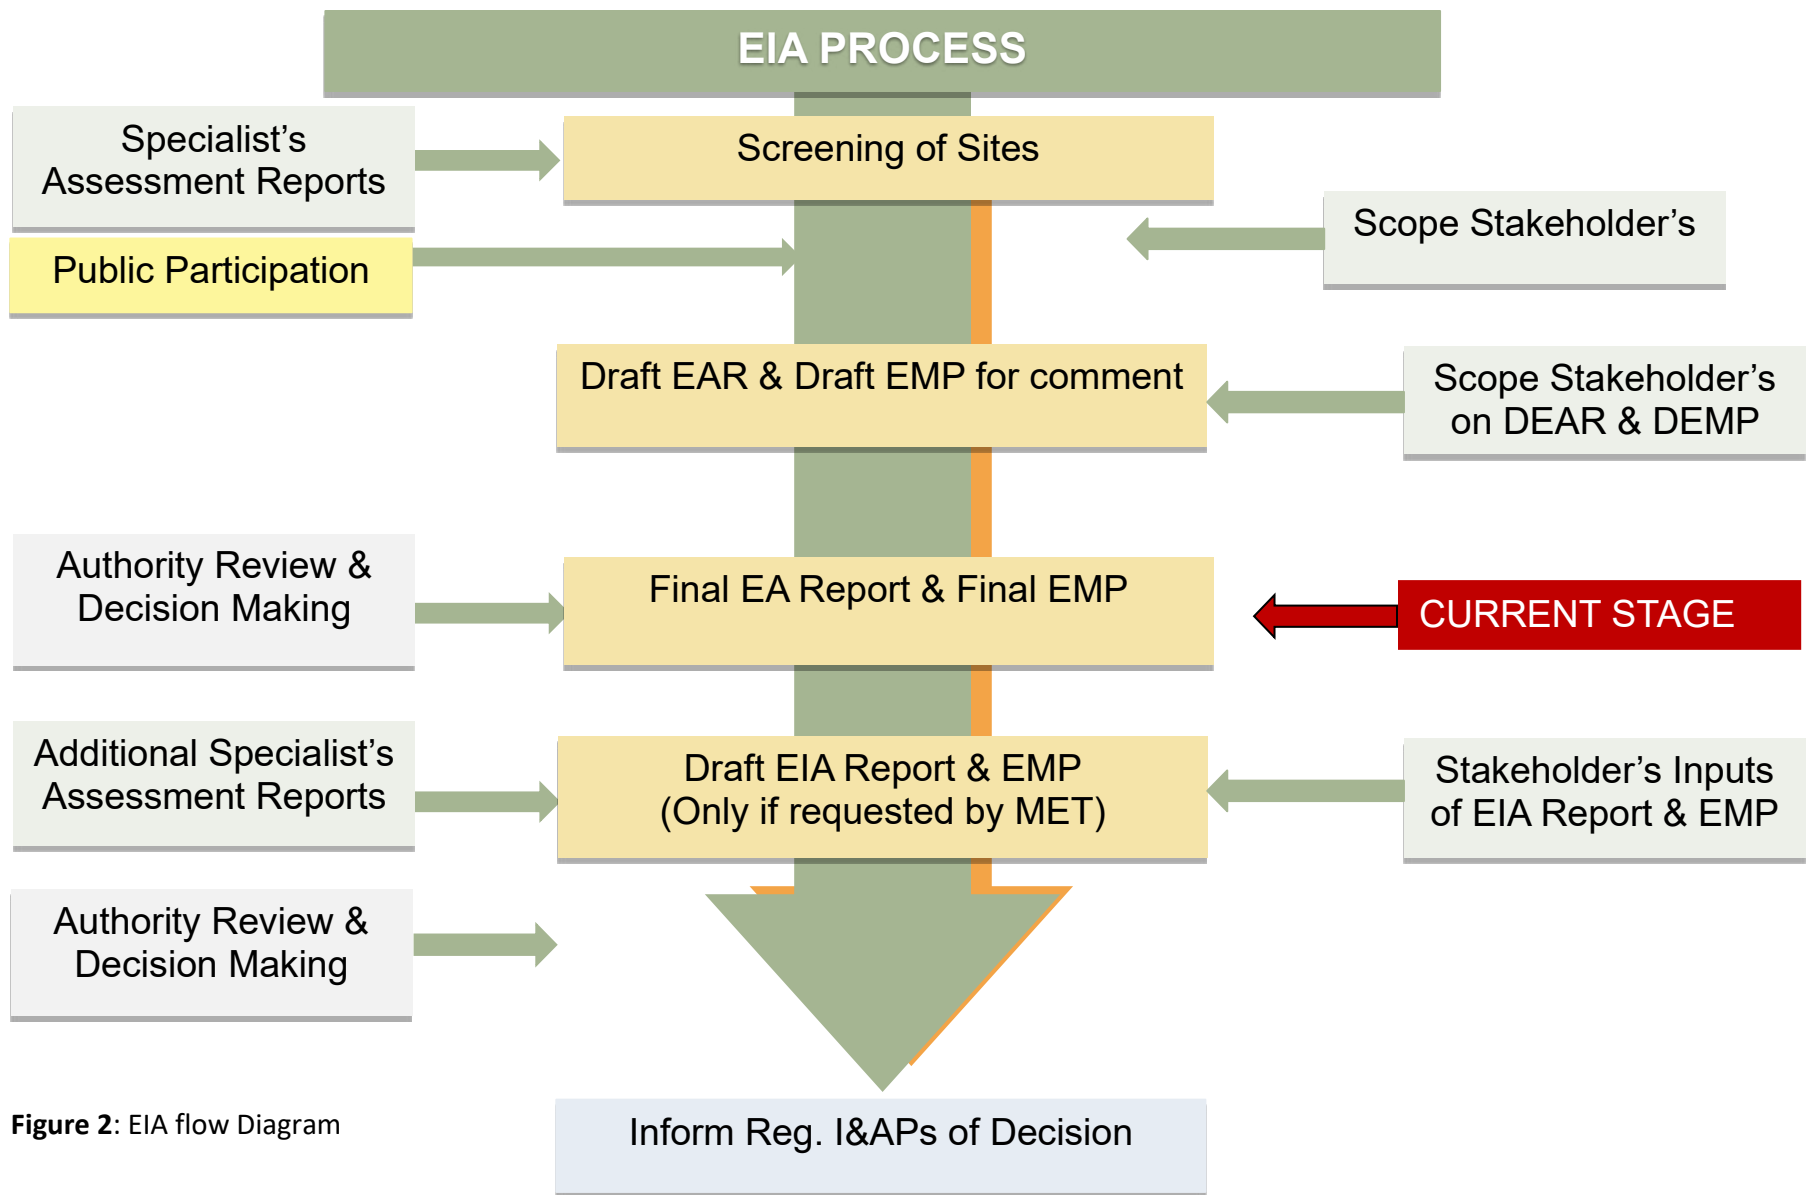 EIA PROCESS
Specialist's
Assessment Reports
Screening of Sites
Scope Stakeholder's
Public Participation
Draft EAR & Draft EMP for comment
Scope Stakeholder's
on DEAR & DEMP
Authority Review &
Decision Making
Final EA Report & Final EMP
CURRENT STAGE
Additional Specialist's
Assessment Reports
Draft EIA Report & EMP
(Only if requested by MET)
Stakeholder's Inputs
of EIA Report & EMP
Authority Review &
Decision Making
Figure 2: EIA flow Diagram
Inform Reg. I&APs of Decision